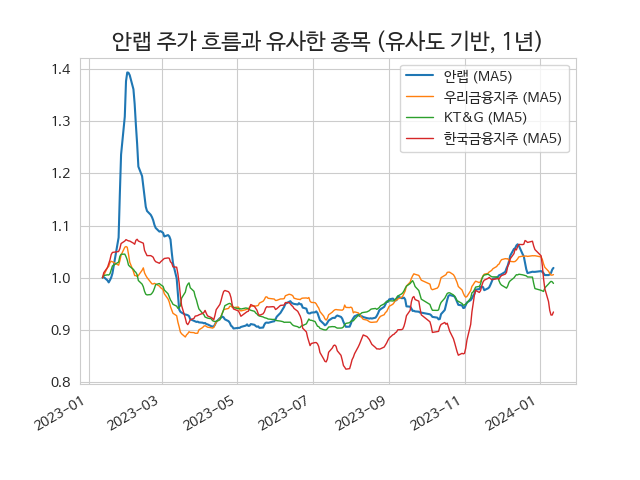 안랩 주가 흐름과 유사한 종목 (유사도 기반, 1년)
안랩 (MA5)
우리금융지주 (MA5)
KT&G (MA5)
한국금융지주 (MA5)
1.4
1.3
1.2
1.1
1.0
0.9
0.8
2023-01
2023-03
2023-05
2023-07
2023-09
2023-11
2024-01